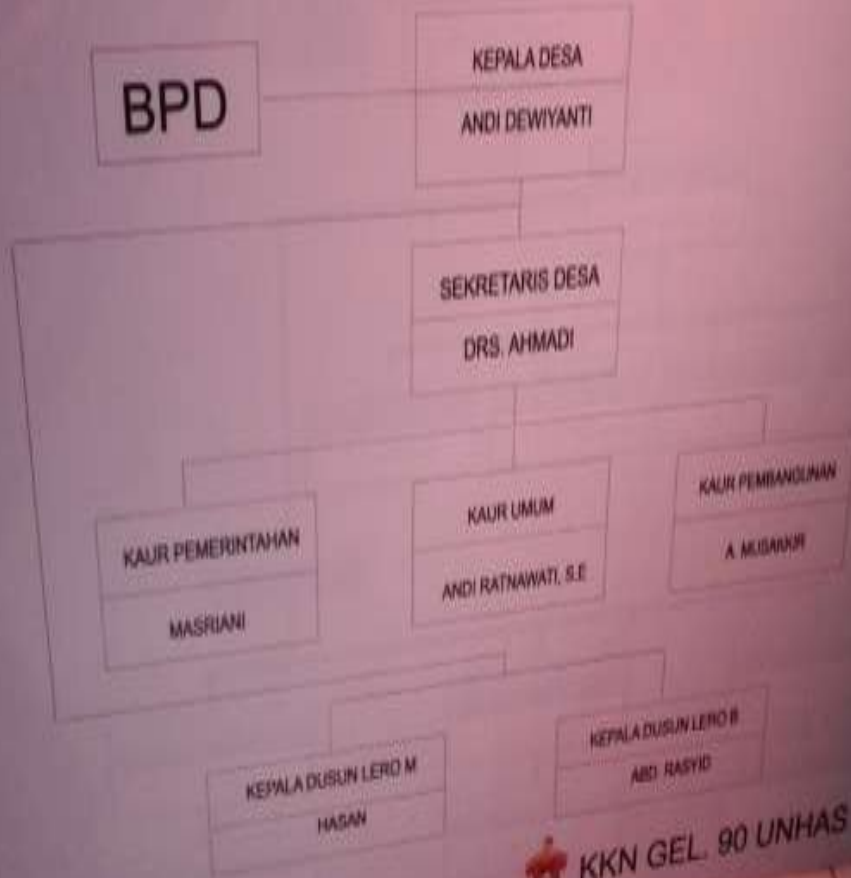 BPD
KEPALA DESA
ANDI DEWIYANTI
SEKRETARIS DESA
DRS. AHMADI
KAUR PEMERINTAHAN
MASRIANI
KAUR UMUM
ANDI RATNAWATI, S.E
KAUR PEMBANGUNAN
A. MUSAKKIR
KEPALA DUSUN LERO M
HASAN
KEPALA DUSUN LERO B
ABD. RASYID
KKN GEL. 90 UNHAS